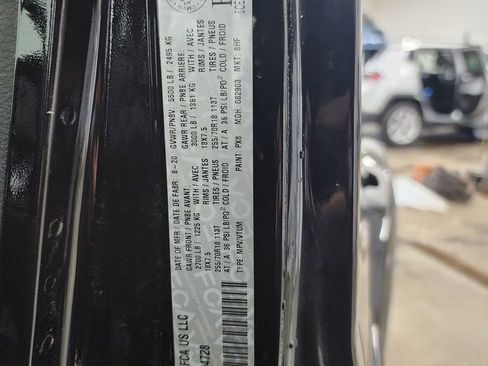 FCA US LLC
4728
DATE OF MFR / DATE DE FABR 8-20 GVWR/PNBV 5500 LB / 2495 KG
GAWR FRONT / PNBE AVANT GAWR REAR / PNBE ARRIERE
2700 LB / 1225 KG WITH / AVEC 3000 LB / 1361 KG WITH / AVEC
18X7.5 RIMS / JANTES 18X7.5 RIMS / JANTES
255/70R18 113T TIRES / PNEUS 255/70R18 113T TIRES / PNEUS
AT / A 36 PSI/LB/PO² COLD / FROID AT / A 36 PSI/LB/PO² COLD / FROID
TYPE MPV/VTUM PAINT PX8 MDH 082903 MKT BHF